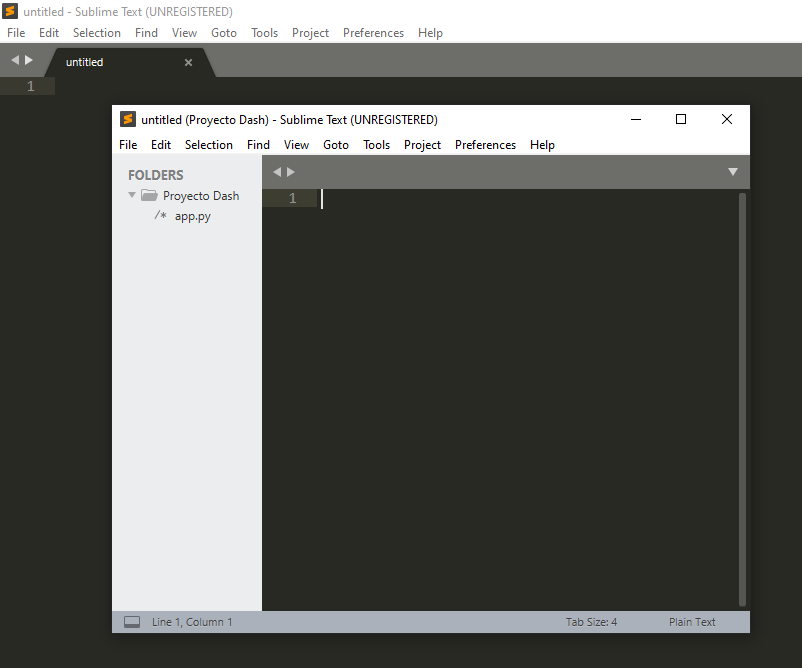 untitled - Sublime Text (UNREGISTERED)
File Edit Selection Find View Goto Tools Project Preferences Help
untitled
1
untitled (Proyecto Dash) - Sublime Text (UNREGISTERED)
File Edit Selection Find View Goto Tools Project Preferences Help
FOLDERS
Proyecto Dash
/* app.py
1
Line 1, Column 1 Tab Size: 4 Plain Text